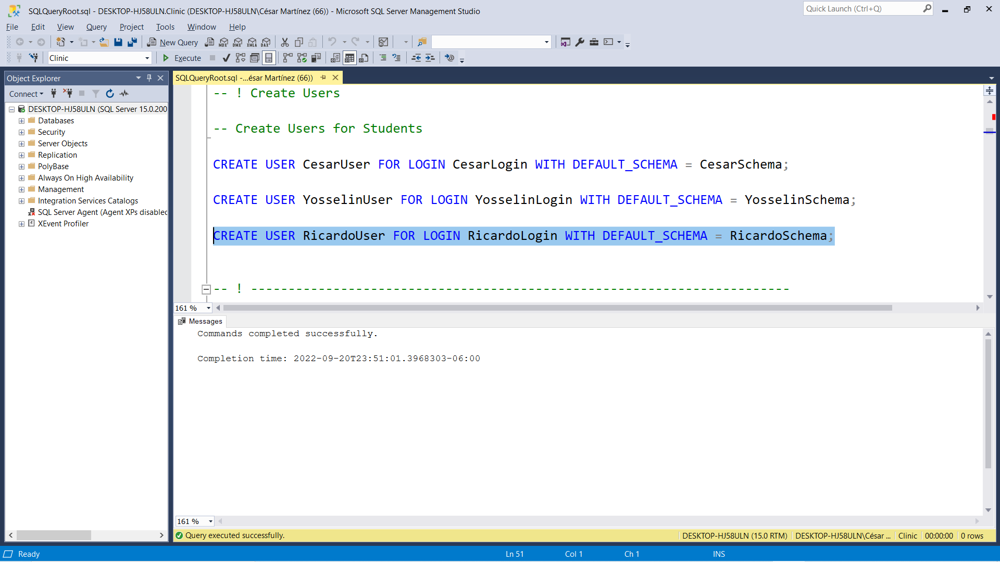 SQLQueryRoot.sql - DESKTOP-HJ58ULN.Clinic (DESKTOP-HJ58ULN\César Martínez (66)) - Microsoft SQL Server Management Studio
Quick Launch (Ctrl+Q)
File Edit View Query Project Tools Window Help
New Query MDX DMX XMLA DAX
Clinic Execute
Object Explorer
SQLQueryRoot.sql -...ésar Martínez (66))
Connect
DESKTOP-HJ58ULN (SQL Server 15.0.200
Databases
Security
Server Objects
Replication
PolyBase
Always On High Availability
Management
Integration Services Catalogs
SQL Server Agent (Agent XPs disabled
XEvent Profiler
-- ! Create Users
-- Create Users for Students
CREATE USER CesarUser FOR LOGIN CesarLogin WITH DEFAULT_SCHEMA = CesarSchema;
CREATE USER YosselinUser FOR LOGIN YosselinLogin WITH DEFAULT_SCHEMA = YosselinSchema;
CREATE USER RicardoUser FOR LOGIN RicardoLogin WITH DEFAULT_SCHEMA = RicardoSchema;
-- ! ------------------------------------------------------------------------
161 %
Messages
Commands completed successfully.
Completion time: 2022-09-20T23:51:01.3968303-06:00
161 %
Query executed successfully. DESKTOP-HJ58ULN (15.0 RTM) DESKTOP-HJ58ULN\César ... Clinic 00:00:00 0 rows
Ready Ln 51 Col 1 Ch 1 INS